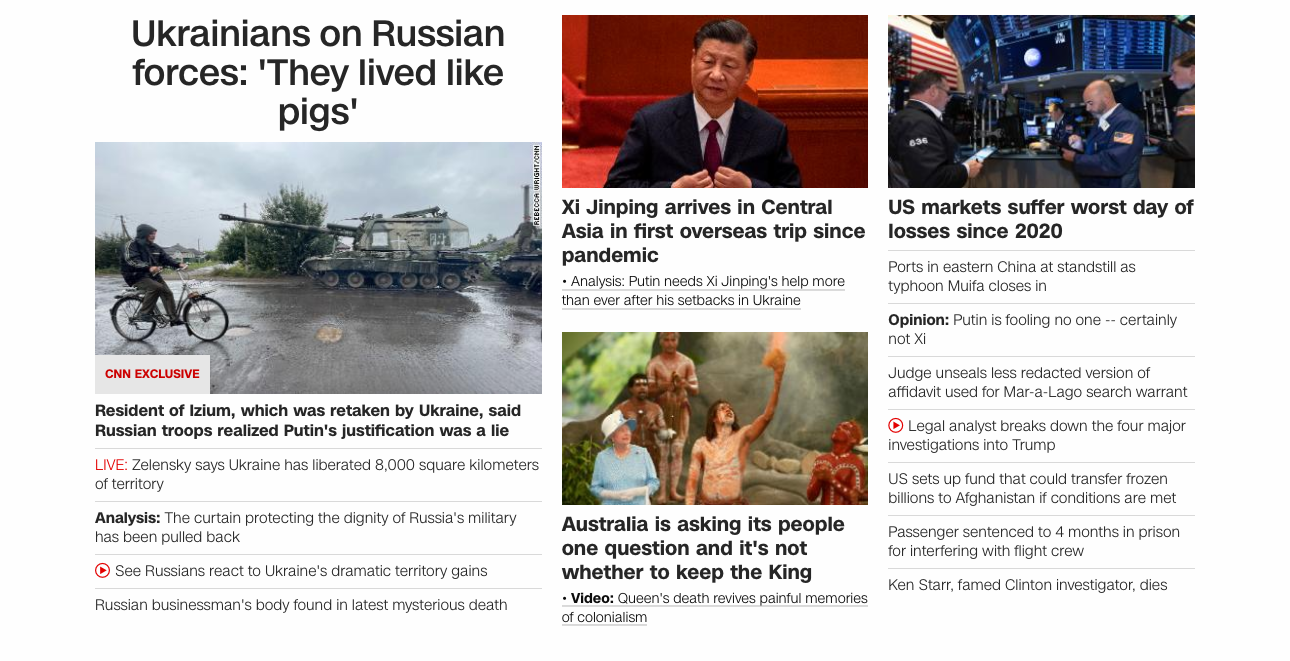 Ukrainians on Russian
forces: 'They lived like
pigs'
REBECCA WRIGHT/CNN
CNN EXCLUSIVE
Resident of Izium, which was retaken by Ukraine, said
Russian troops realized Putin's justification was a lie
LIVE: Zelensky says Ukraine has liberated 8,000 square kilometers
of territory
Analysis: The curtain protecting the dignity of Russia's military
has been pulled back
See Russians react to Ukraine's dramatic territory gains
Russian businessman's body found in latest mysterious death
Xi Jinping arrives in Central
Asia in first overseas trip since
pandemic
• Analysis: Putin needs Xi Jinping's help more
than ever after his setbacks in Ukraine
Australia is asking its people
one question and it's not
whether to keep the King
• Video: Queen's death revives painful memories
of colonialism
636
US markets suffer worst day of
losses since 2020
Ports in eastern China at standstill as
typhoon Muifa closes in
Opinion: Putin is fooling no one -- certainly
not Xi
Judge unseals less redacted version of
affidavit used for Mar-a-Lago search warrant
Legal analyst breaks down the four major
investigations into Trump
US sets up fund that could transfer frozen
billions to Afghanistan if conditions are met
Passenger sentenced to 4 months in prison
for interfering with flight crew
Ken Starr, famed Clinton investigator, dies